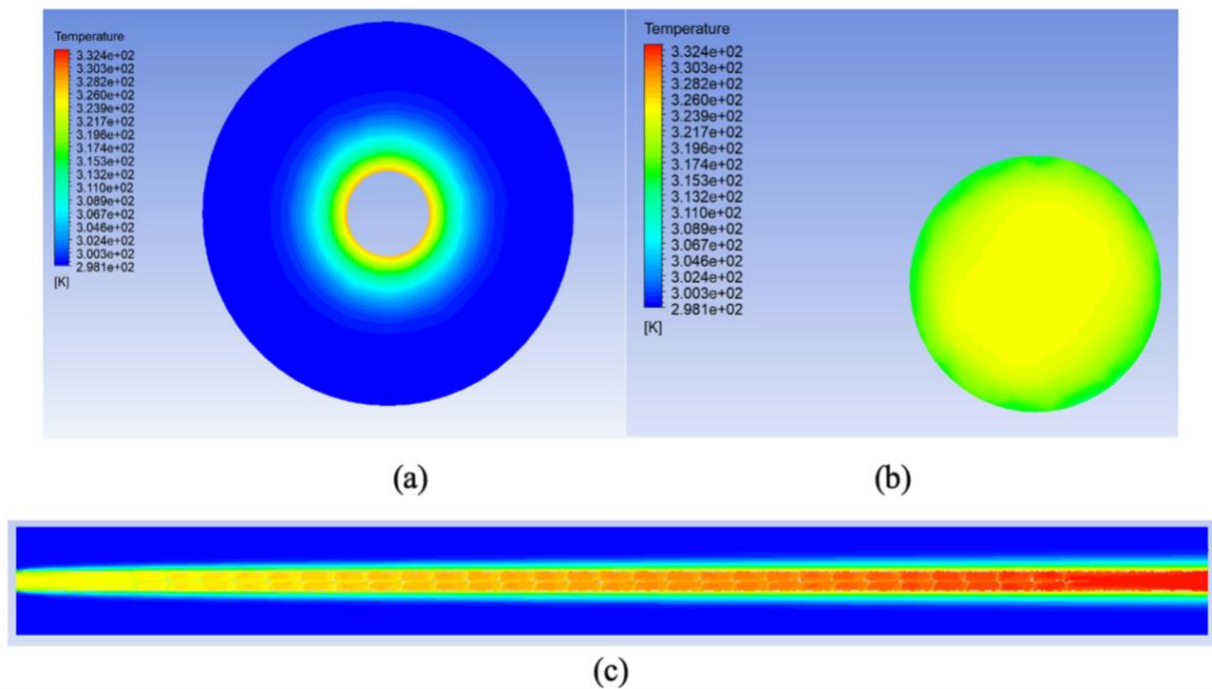 Temperature
3.324e+02
3.303e+02
3.282e+02
3.260e+02
3.239e+02
3.217e+02
3.196e+02
3.174e+02
3.153e+02
3.132e+02
3.110e+02
3.089e+02
3.067e+02
3.046e+02
3.024e+02
3.003e+02
2.981e+02
[K]
(a)
Temperature
3.324e+02
3.303e+02
3.282e+02
3.260e+02
3.239e+02
3.217e+02
3.196e+02
3.174e+02
3.153e+02
3.132e+02
3.110e+02
3.089e+02
3.067e+02
3.046e+02
3.024e+02
3.003e+02
2.981e+02
[K]
(b)
(c)